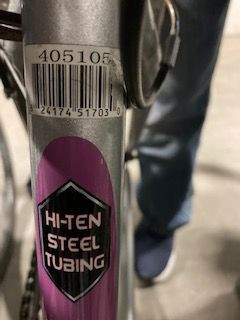 405105
24174 51703 0
HI-TEN
STEEL
TUBING